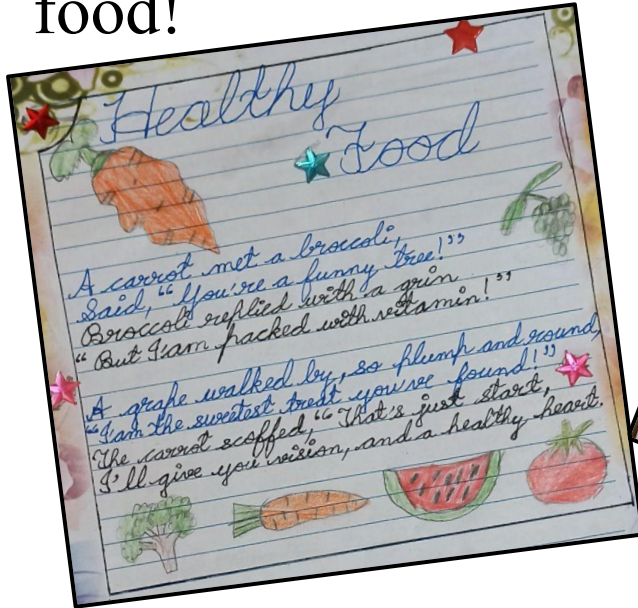 food!
Healthy
Food
A carrot met a broccoli,
Said, “You're a funny tree!”
Broccoli replied with a grin
“But I'am packed with vitamin!”
A grape walked by, so plump and round,
“I'am the sweetest treat you've found!”
The carrot scoffed, “That's just start,
I'll give you vision, and a healthy heart.